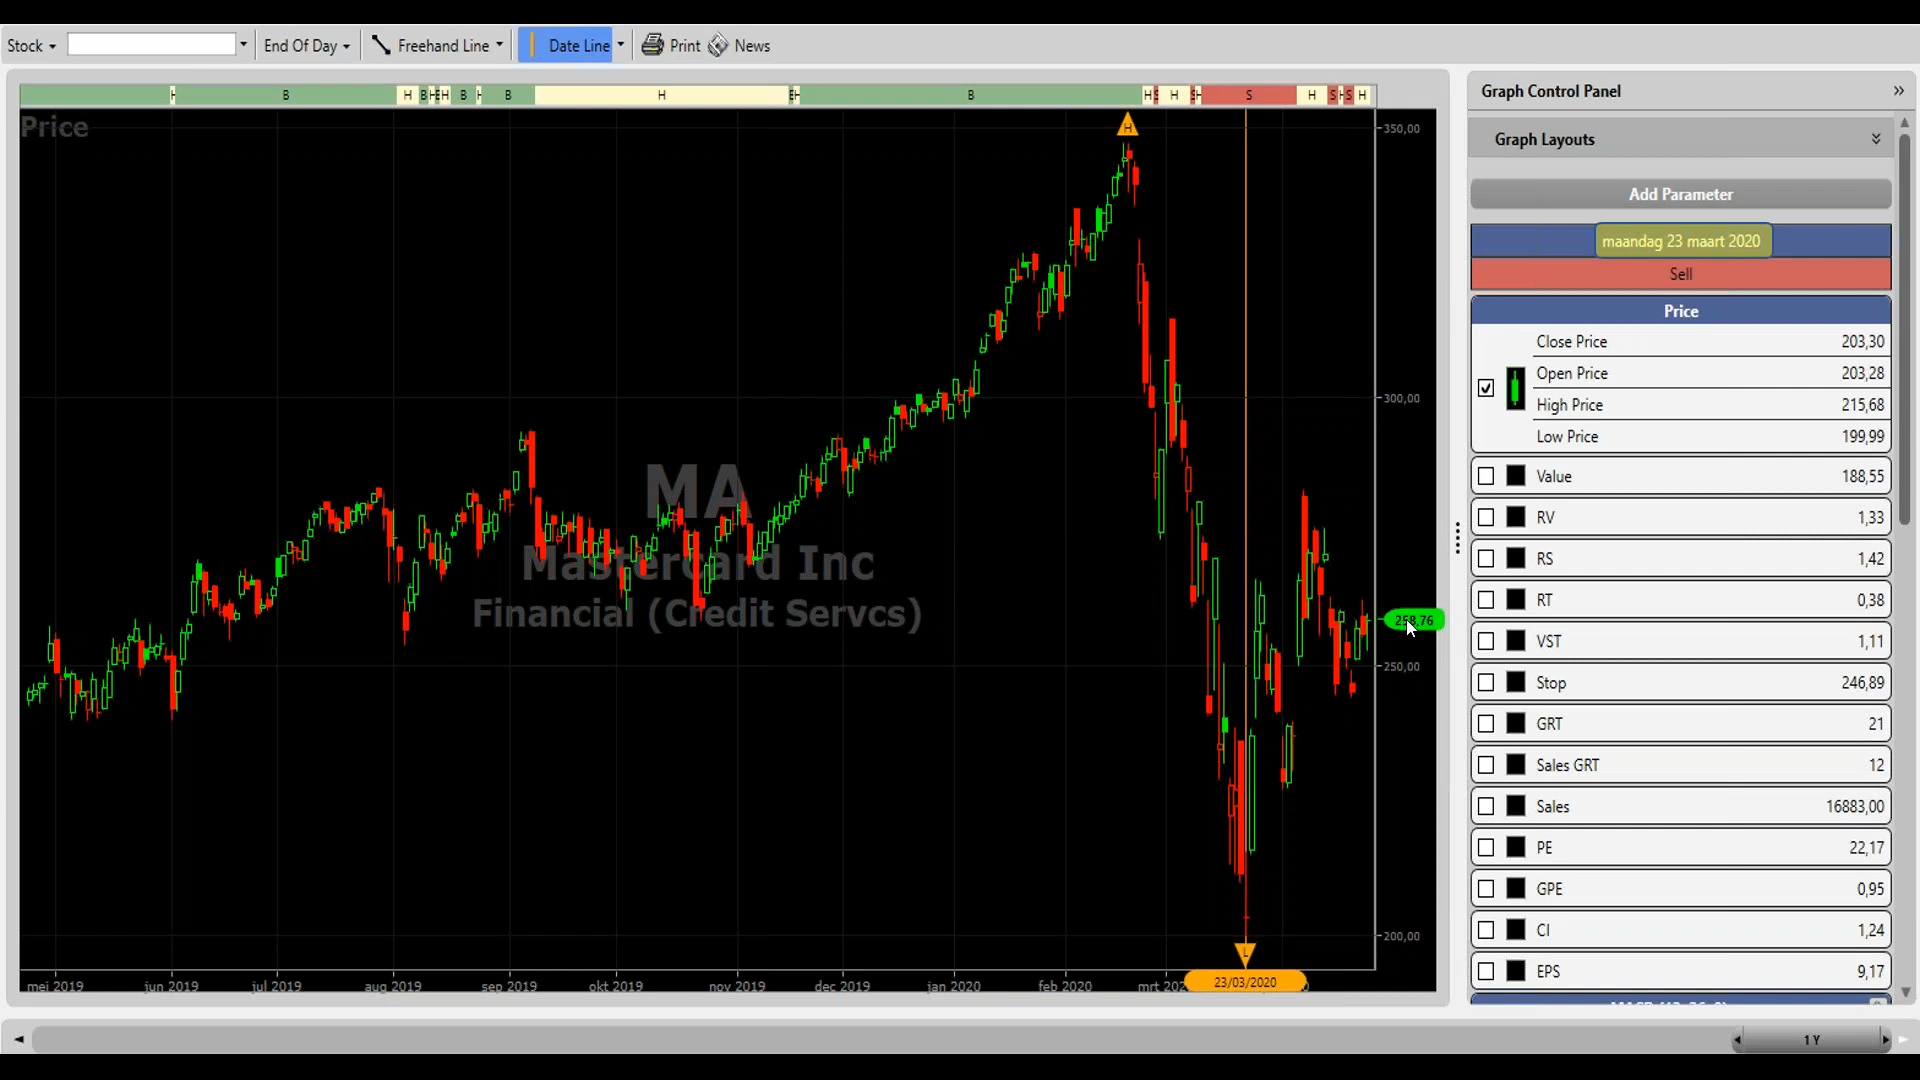 Stock End Of Day Freehand Line Date Line Print News
H B H B H E H B H B H E H B H S H S H S H S H S H
Price
350,00
300,00
250,00
200,00
H
MA
Mastercard Inc
Financial (Credit Servcs)
258,76
L
mei 2019 jun 2019 jul 2019 aug 2019 sep 2019 okt 2019 nov 2019 dec 2019 jan 2020 feb 2020 mrt 202 23/03/2020
1 Y
Graph Control Panel
Graph Layouts
Add Parameter
maandag 23 maart 2020
Sell
Price
Close Price 203,30
Open Price 203,28
High Price 215,68
Low Price 199,99
Value 188,55
RV 1,33
RS 1,42
RT 0,38
VST 1,11
Stop 246,89
GRT 21
Sales GRT 12
Sales 16883,00
PE 22,17
GPE 0,95
CI 1,24
EPS 9,17